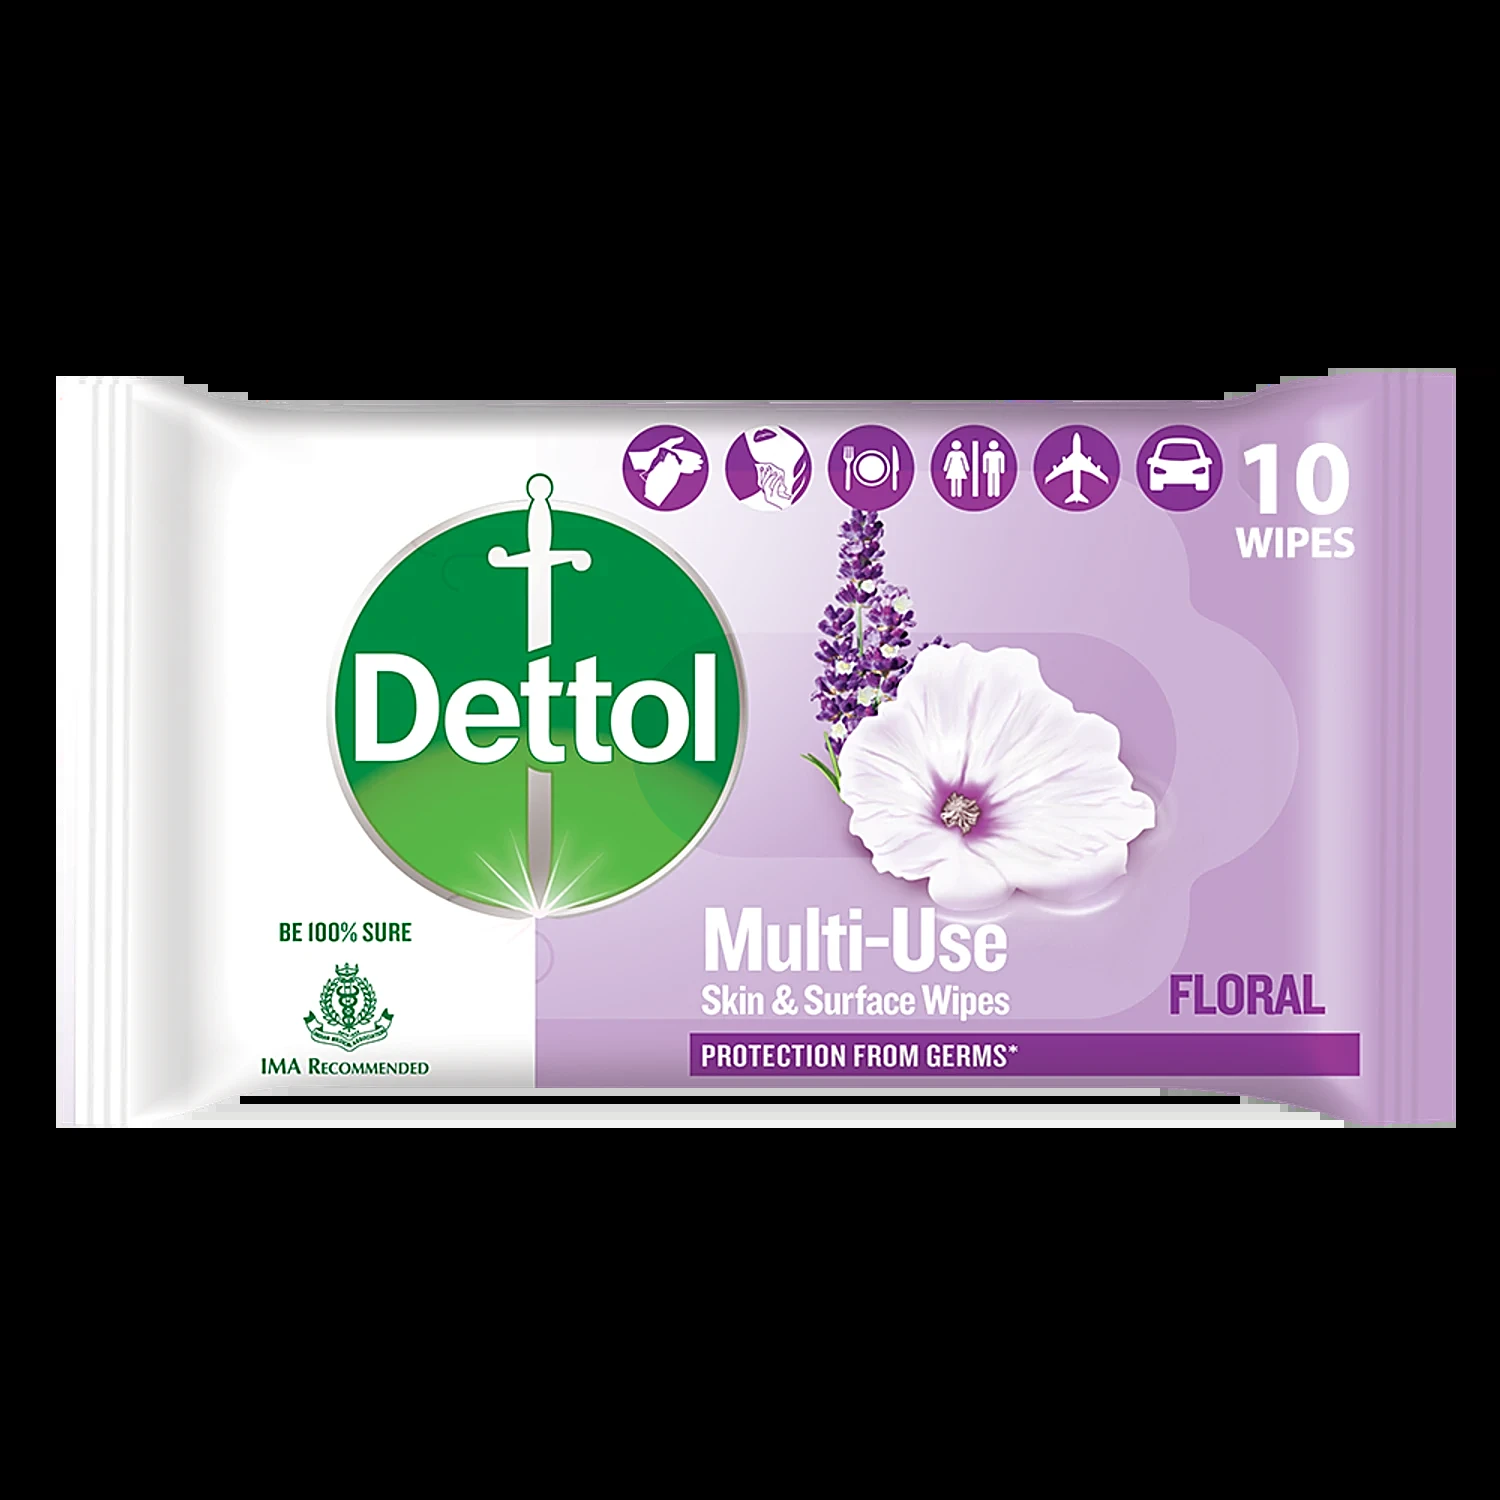 10
WIPES
Dettol
BE 100% SURE
IMA RECOMMENDED
Multi-Use
Skin & Surface Wipes
FLORAL
PROTECTION FROM GERMS*